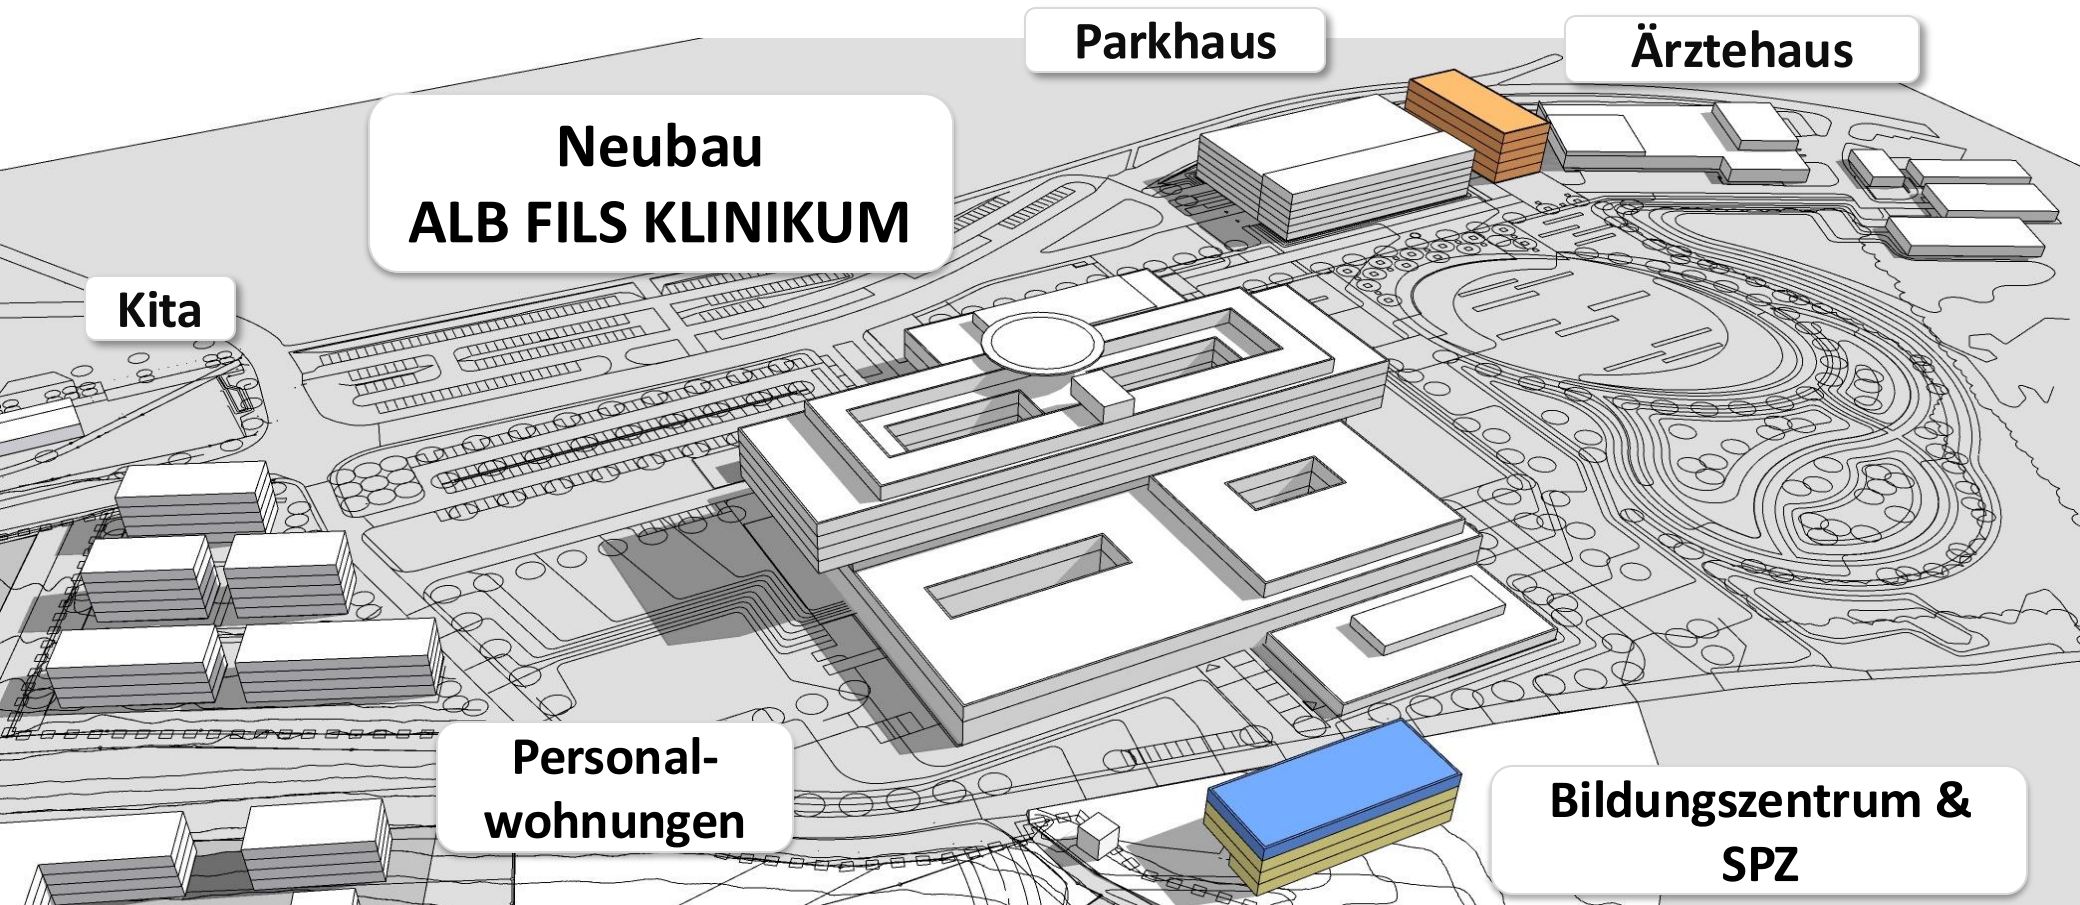 Parkhaus
Ärztehaus
Neubau
ALB FILS KLINIKUM
Kita
Personal-
wohnungen
Bildungszentrum &
SPZ